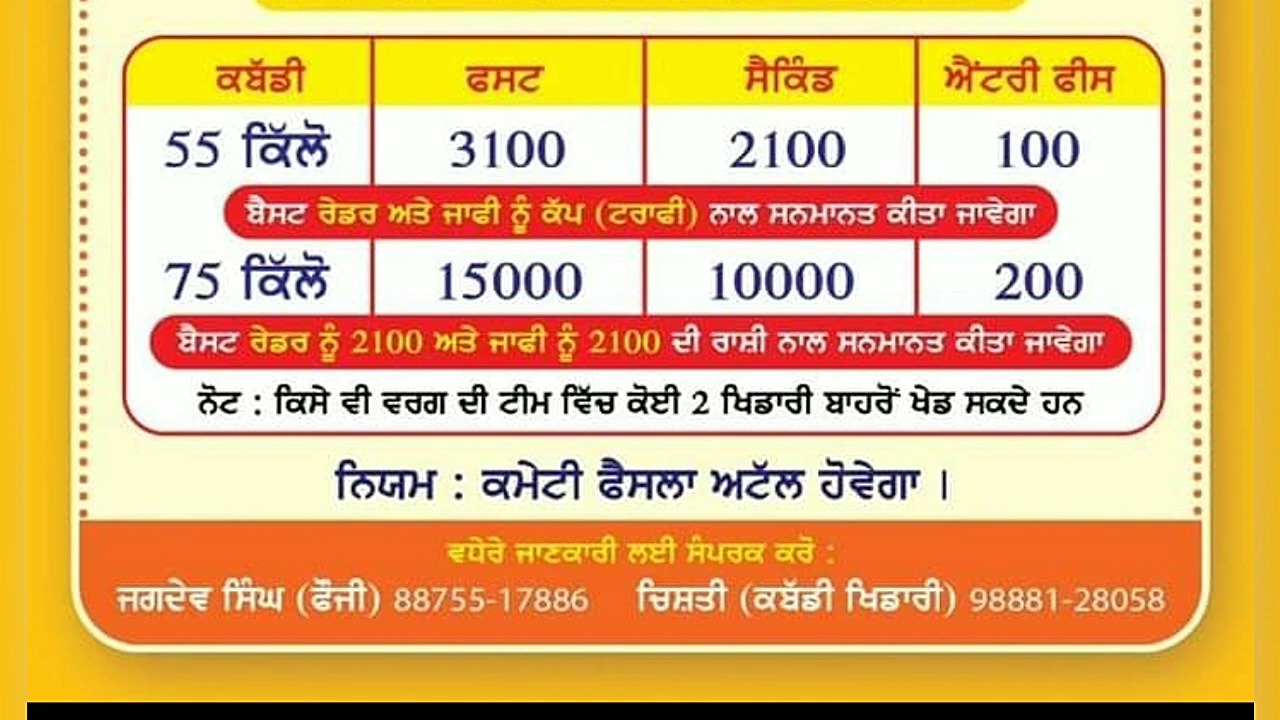 ਕਬੱਡੀ ਫਸਟ ਸੈਕਿੰਡ ਐਂਟਰੀ ਫੀਸ
55 ਕਿੱਲੋ 3100 2100 100
ਬੈਸਟ ਰੇਡਰ ਅਤੇ ਜਾਫੀ ਨੂੰ ਕੱਪ (ਟਰਾਫੀ) ਨਾਲ ਸਨਮਾਨਤ ਕੀਤਾ ਜਾਵੇਗਾ
75 ਕਿੱਲੋ 15000 10000 200
ਬੈਸਟ ਰੇਡਰ ਨੂੰ 2100 ਅਤੇ ਜਾਫੀ ਨੂੰ 2100 ਦੀ ਰਾਸ਼ੀ ਨਾਲ ਸਨਮਾਨਤ ਕੀਤਾ ਜਾਵੇਗਾ
ਨੋਟ : ਕਿਸੇ ਵੀ ਵਰਗ ਦੀ ਟੀਮ ਵਿੱਚ ਕੋਈ 2 ਖਿਡਾਰੀ ਬਾਹਰੋਂ ਖੇਡ ਸਕਦੇ ਹਨ
ਨਿਯਮ : ਕਮੇਟੀ ਫੈਸਲਾ ਅਟੱਲ ਹੋਵੇਗਾ ।
ਵਧੇਰੇ ਜਾਣਕਾਰੀ ਲਈ ਸੰਪਰਕ ਕਰੋ :
ਜਗਦੇਵ ਸਿੰਘ (ਫੌਜੀ) 88755-17886 ਚਿਸ਼ਤੀ (ਕਬੱਡੀ ਖਿਡਾਰੀ) 98881-28058